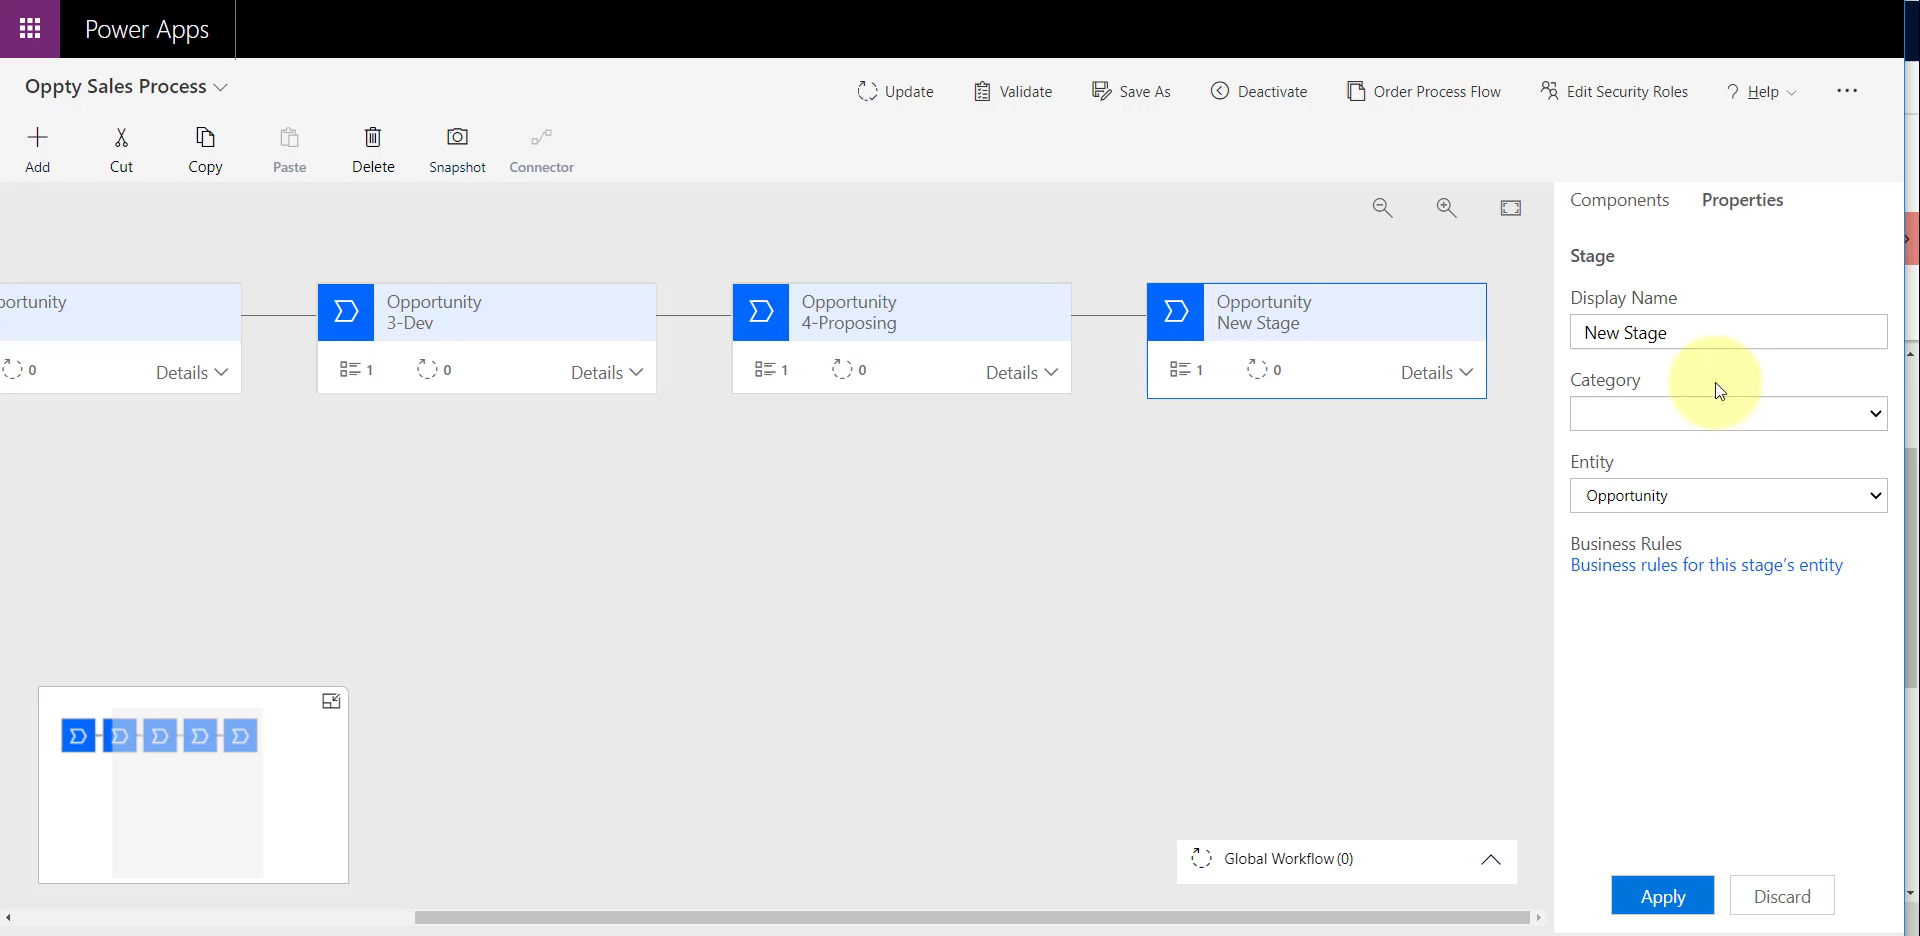 Power Apps
Oppty Sales Process
Update
Validate
Save As
Deactivate
Order Process Flow
Edit Security Roles
? Help
...
Add
Cut
Copy
Paste
Delete
Snapshot
Connector
Components
Properties
Stage
Display Name
New Stage
Category
Entity
Opportunity
Business Rules
Business rules for this stage's entity
portunity
0
Details
Opportunity
3-Dev
1
0
Details
Opportunity
4-Proposing
1
0
Details
Opportunity
New Stage
1
0
Details
Global Workflow (0)
Apply
Discard